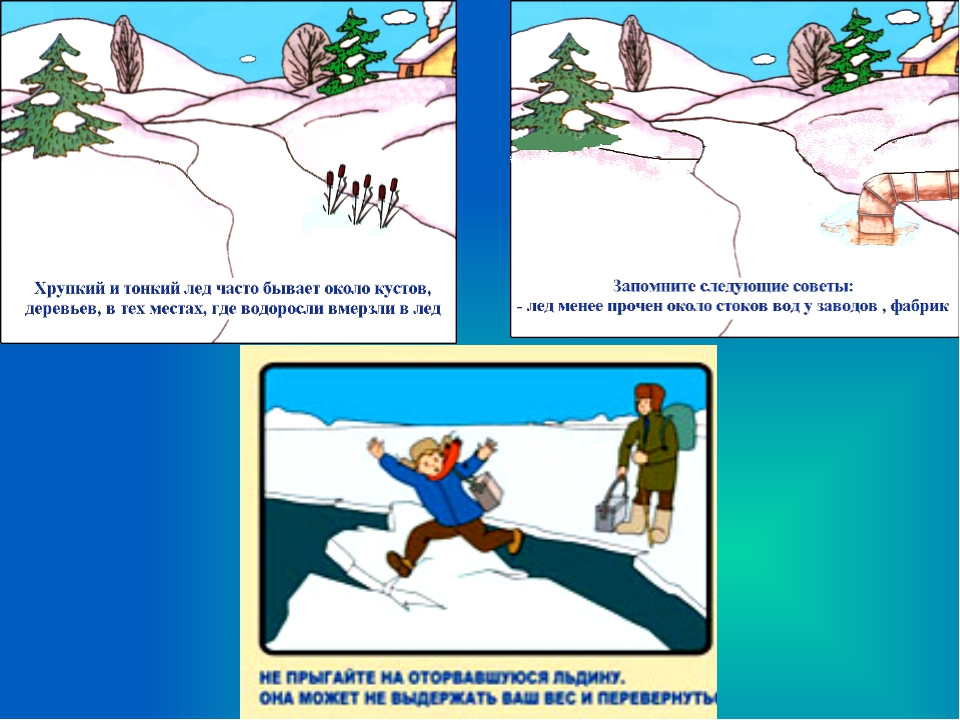 Хрупкий и тонкий лед часто бывает около кустов,
деревьев, в тех местах, где водоросли вмерзли в лед
Запомните следующие советы:
- лед менее прочен около стоков вод у заводов , фабрик
НЕ ПРЫГАЙТЕ НА ОТОРВАВШУЮСЯ ЛЬДИНУ.
ОНА МОЖЕТ НЕ ВЫДЕРЖАТЬ ВАШ ВЕС И ПЕРЕВЕРНУТЬ